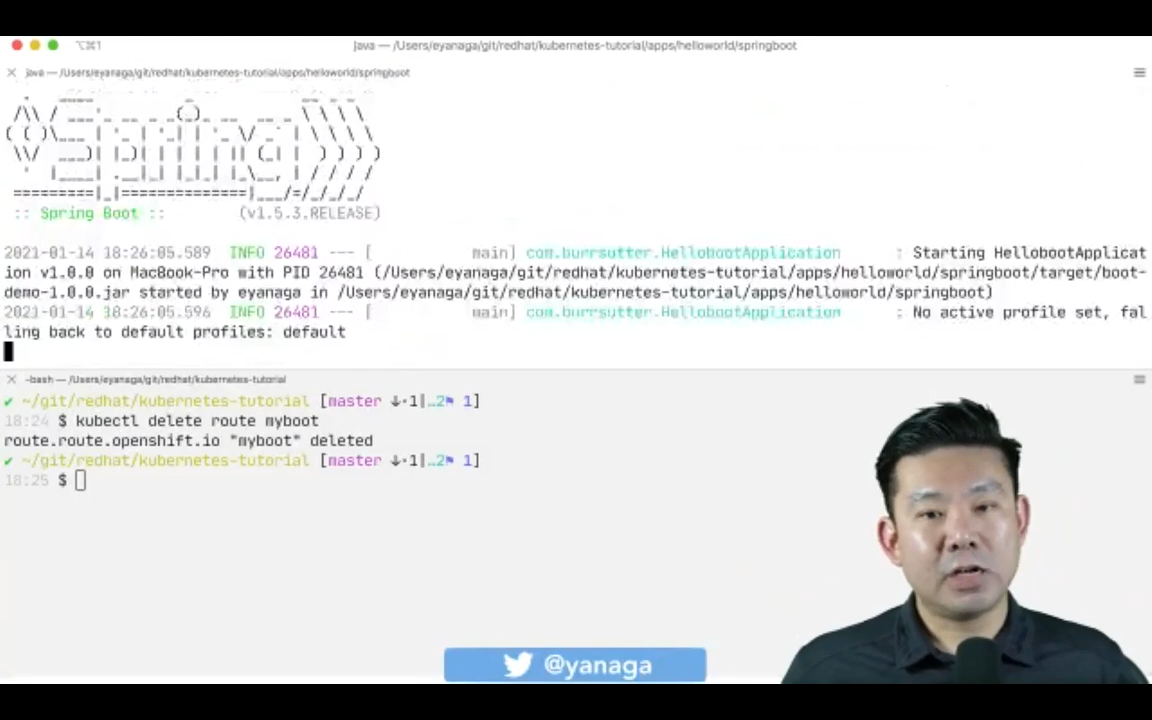 ⌥⌘1
java — /Users/eyanaga/git/redhat/kubernetes-tutorial/apps/helloworld/springboot
java — /Users/eyanaga/git/redhat/kubernetes-tutorial/apps/helloworld/springboot
:: Spring Boot ::        (v1.5.3.RELEASE)
2021-01-14 18:26:05.589  INFO 26481 --- [           main] com.burrsutter.HellobootApplication      : Starting HellobootApplicat
ion v1.0.0 on MacBook-Pro with PID 26481 (/Users/eyanaga/git/redhat/kubernetes-tutorial/apps/helloworld/springboot/target/boot-
demo-1.0.0.jar started by eyanaga in /Users/eyanaga/git/redhat/kubernetes-tutorial/apps/helloworld/springboot)
2021-01-14 18:26:05.596  INFO 26481 --- [           main] com.burrsutter.HellobootApplication      : No active profile set, fal
ling back to default profiles: default
-bash — /Users/eyanaga/git/redhat/kubernetes-tutorial
✔ ~/git/redhat/kubernetes-tutorial [master ↓·1|…2⚑ 1]
18:24 $ kubectl delete route myboot
route.route.openshift.io "myboot" deleted
✔ ~/git/redhat/kubernetes-tutorial [master ↓·1|…2⚑ 1]
18:25 $
@yanaga